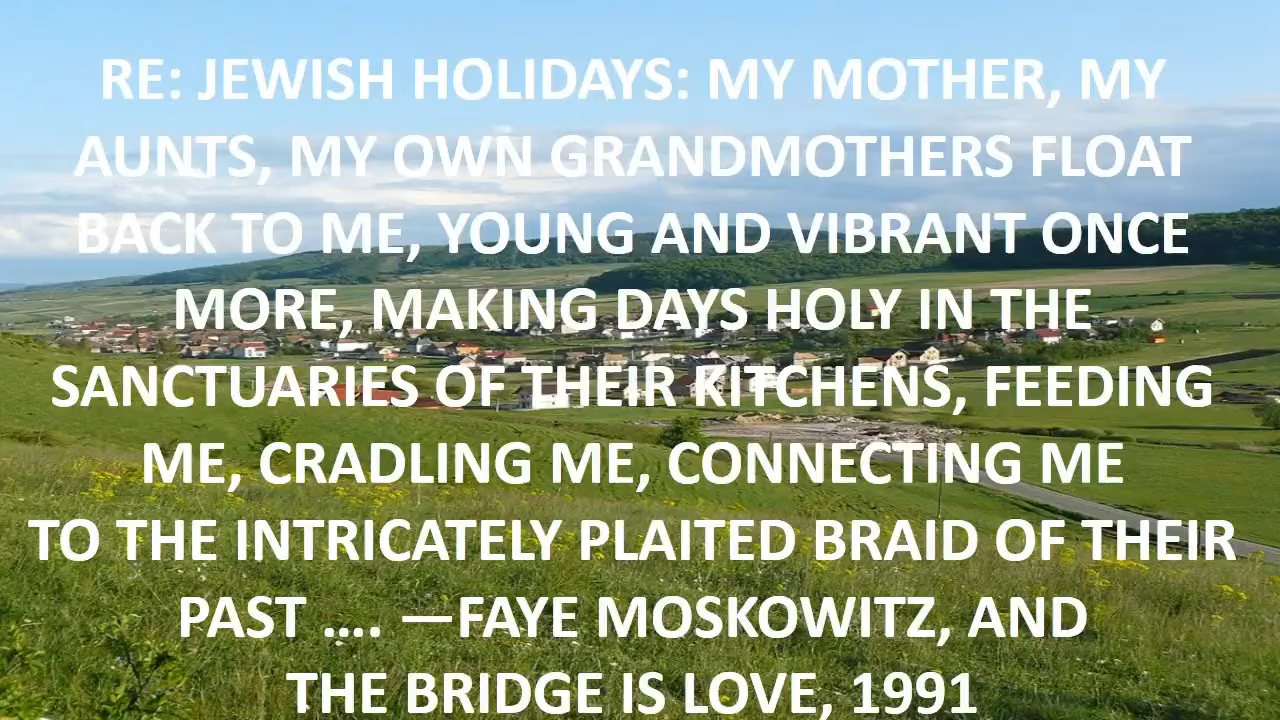 RE: JEWISH HOLIDAYS: MY MOTHER, MY
AUNTS, MY OWN GRANDMOTHERS FLOAT
BACK TO ME, YOUNG AND VIBRANT ONCE
MORE, MAKING DAYS HOLY IN THE
SANCTUARIES OF THEIR KITCHENS, FEEDING
ME, CRADLING ME, CONNECTING ME
TO THE INTRICATELY PLAITED BRAID OF THEIR
PAST …. —FAYE MOSKOWITZ, AND
THE BRIDGE IS LOVE, 1991